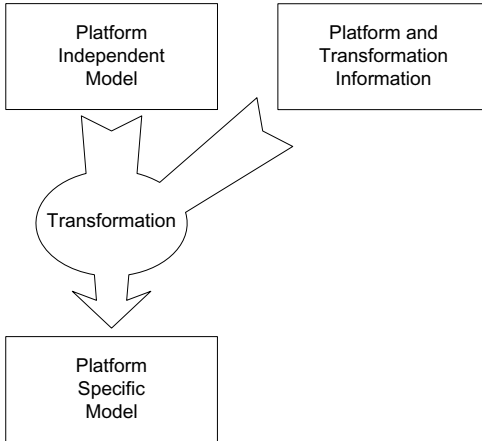 Platform
Independent
Model
Platform and
Transformation
Information
Transformation
Platform
Specific
Model